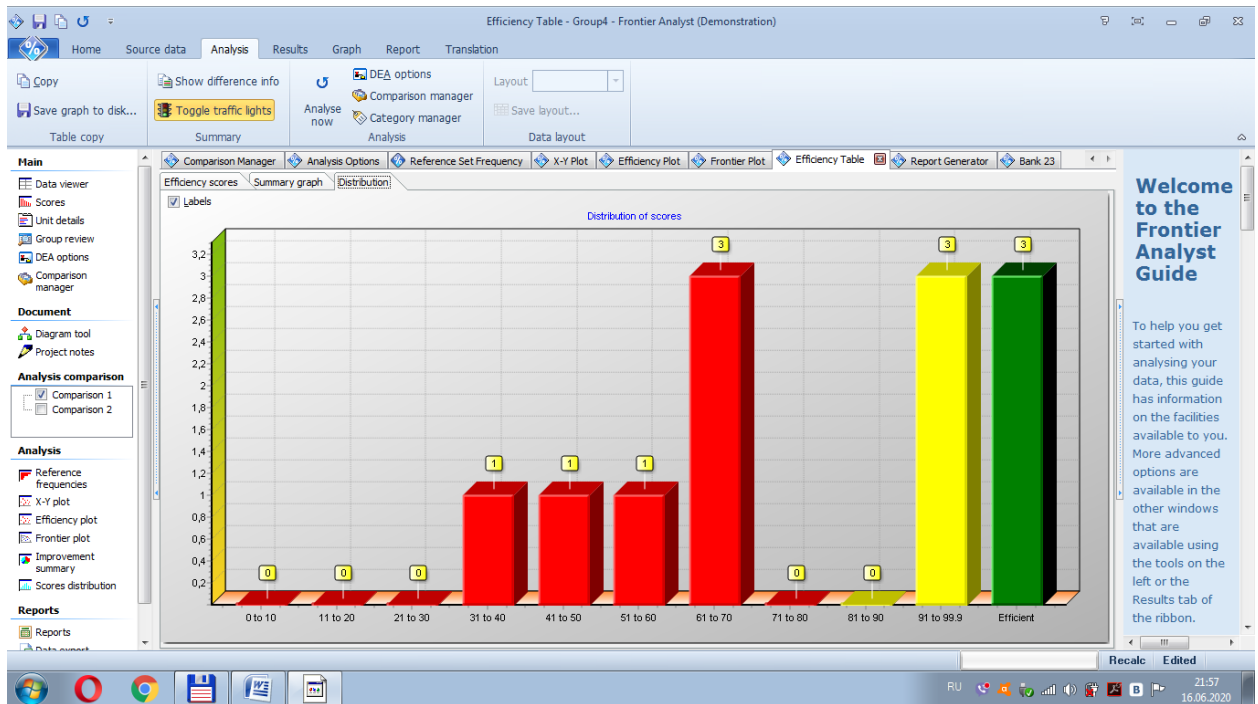 Efficiency Table - Group4 - Frontier Analyst (Demonstration)
Home Source data Analysis Results Graph Report Translation
Copy
Save graph to disk...
Table copy
Show difference info
Toggle traffic lights
Summary
Analyse now
DEA options
Comparison manager
Category manager
Analysis
Layout
Save layout...
Data layout
Main
Data viewer
Scores
Unit details
Group review
DEA options
Comparison
manager
Document
Diagram tool
Project notes
Analysis comparison
Comparison 1
Comparison 2
Analysis
Reference
frequencies
X-Y plot
Efficiency plot
Frontier plot
Improvement
summary
Scores distribution
Reports
Reports
Data export
Comparison Manager Analysis Options Reference Set Frequency X-Y Plot Efficiency Plot Frontier Plot Efficiency Table Report Generator Bank 23
Efficiency scores Summary graph Distribution
Labels
Distribution of scores
3,2
3
2,8
2,6
2,4
2,2
2
1,8
1,6
1,4
1,2
1
0,8
0,6
0,4
0,2
0 0 0 1 1 1 3 0 0 3 3
0 to 10 11 to 20 21 to 30 31 to 40 41 to 50 51 to 60 61 to 70 71 to 80 81 to 90 91 to 99.9 Efficient
Welcome
to the
Frontier
Analyst
Guide
To help you get
started with
analysing your
data, this guide
has information
on the facilities
available to you.
More advanced
options are
available in the
other windows
that are
available using
the tools on the
left or the
Results tab of
the ribbon.
Recalc Edited
RU
21:57
16.06.2020